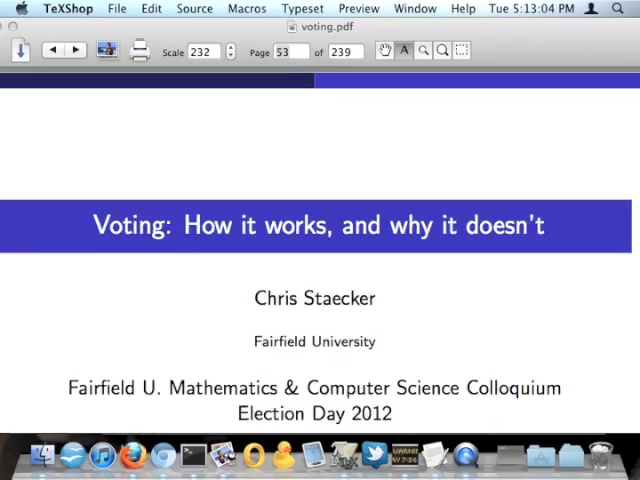 TeXShop File Edit Source Macros Typeset Preview Window Help Tue 5:13:04 PM
voting.pdf
Scale 232 Page 53 of 239 A
Voting: How it works, and why it doesn't
Chris Staecker
Fairfield University
Fairfield U. Mathematics & Computer Science Colloquium
Election Day 2012